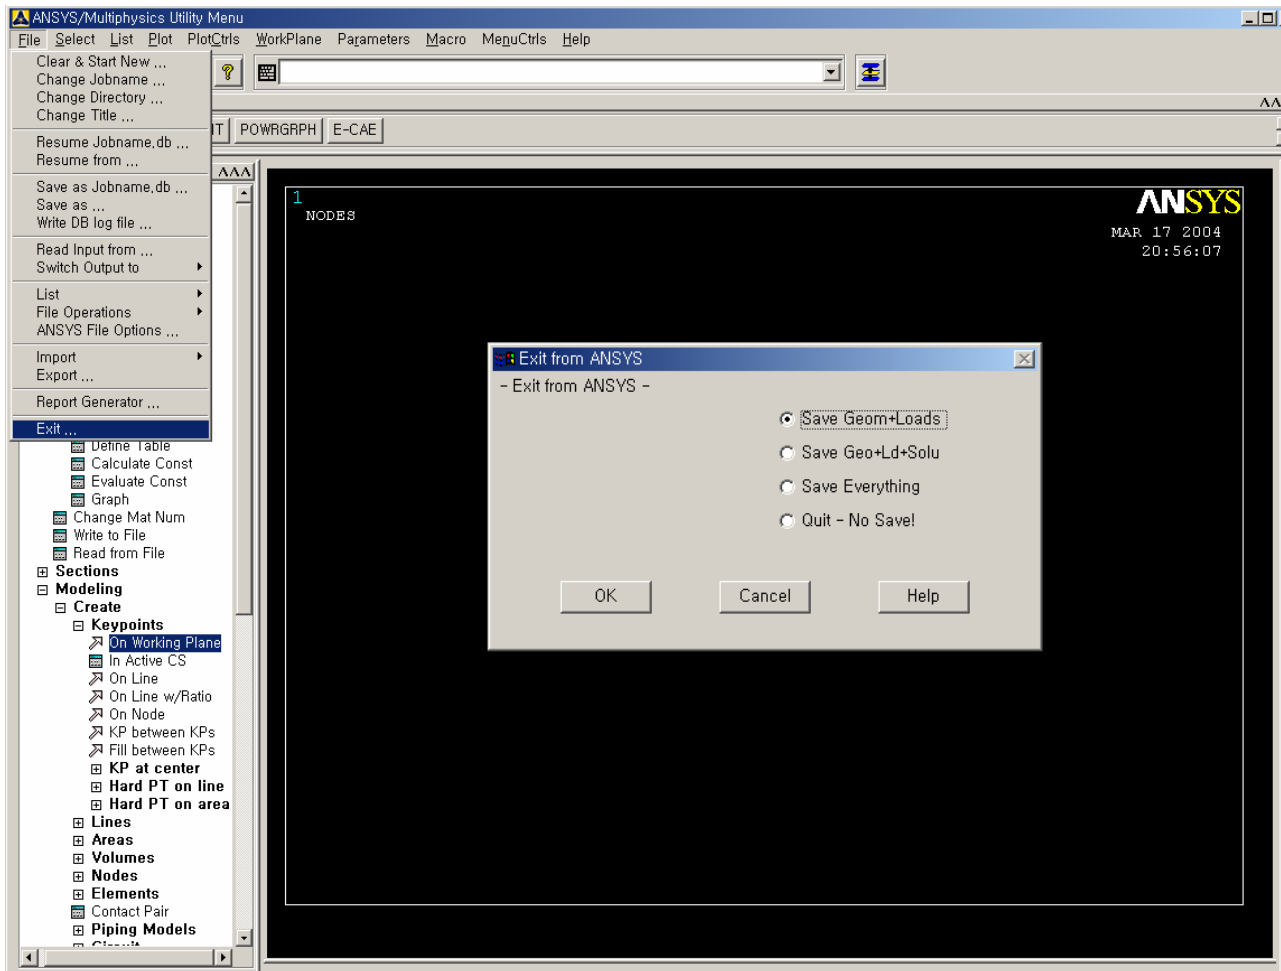 ANSYS/Multiphysics Utility Menu
File Select List Plot PlotCtrls WorkPlane Parameters Macro MenuCtrls Help
Clear & Start New ...
Change Jobname ...
Change Directory ...
Change Title ...
Resume Jobname,db ...
Resume from ...
Save as Jobname,db ...
Save as ...
Write DB log file ...
Read Input from ...
Switch Output to
List
File Operations
ANSYS File Options ...
Import
Export ...
Report Generator ...
Exit ...
?
IT POWRGRPH E-CAE
Define Table
Calculate Const
Evaluate Const
Graph
Change Mat Num
Write to File
Read from File
Sections
Modeling
Create
Keypoints
On Working Plane
In Active CS
On Line
On Line w/Ratio
On Node
KP between KPs
Fill between KPs
KP at center
Hard PT on line
Hard PT on area
Lines
Areas
Volumes
Nodes
Elements
Contact Pair
Piping Models
1
NODES
ANSYS
MAR 17 2004
20:56:07
Exit from ANSYS
- Exit from ANSYS -
Save Geom+Loads
Save Geo+Ld+Solu
Save Everything
Quit - No Save!
OK Cancel Help